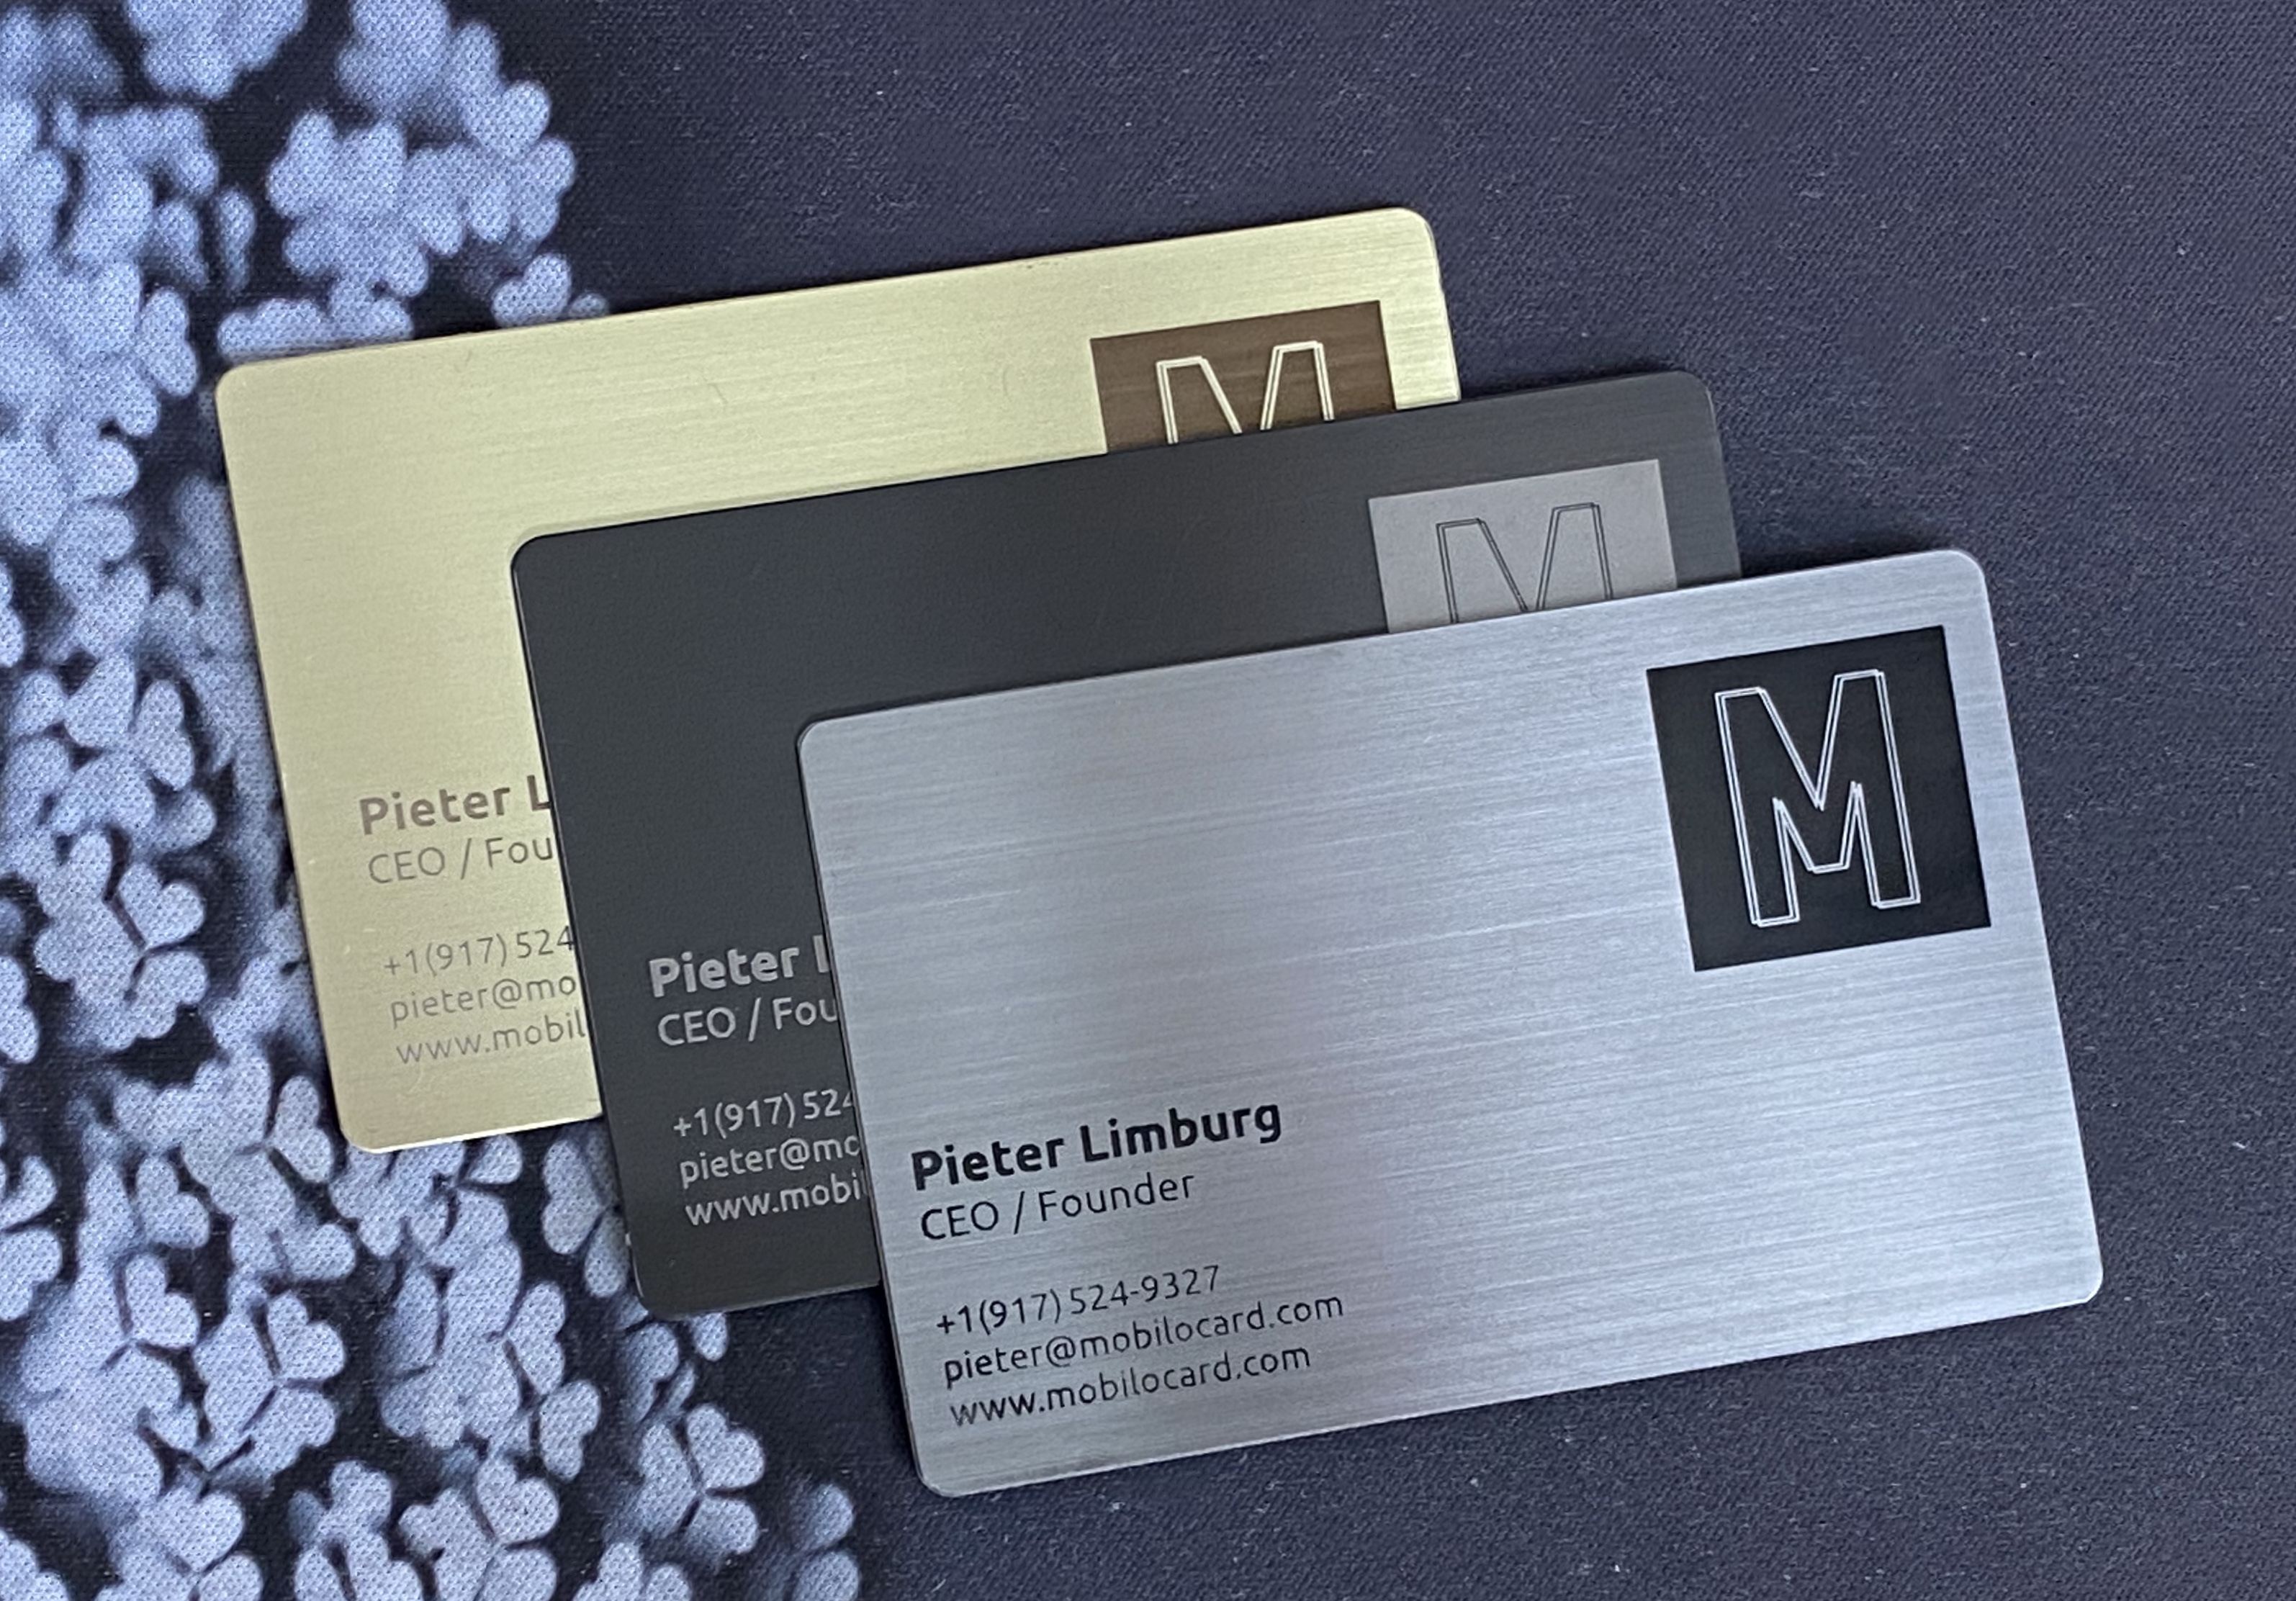 M
Pieter L
CEO / Fou
+1(917) 524
pieter@mo
www.mobil
M
Pieter
CEO / Fou
+1(917) 524
pieter@mo
www.mobil
M
Pieter Limburg
CEO / Founder
+1(917) 524-9327
pieter@mobilocard.com
www.mobilocard.com